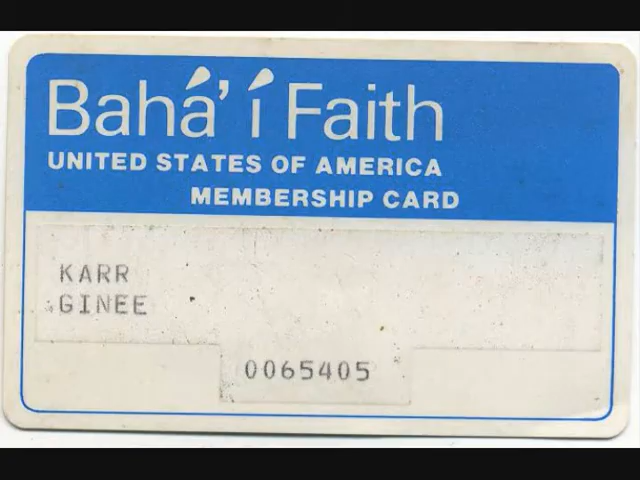 Bahá'í Faith
UNITED STATES OF AMERICA
MEMBERSHIP CARD
KARR
GINEE
0065405